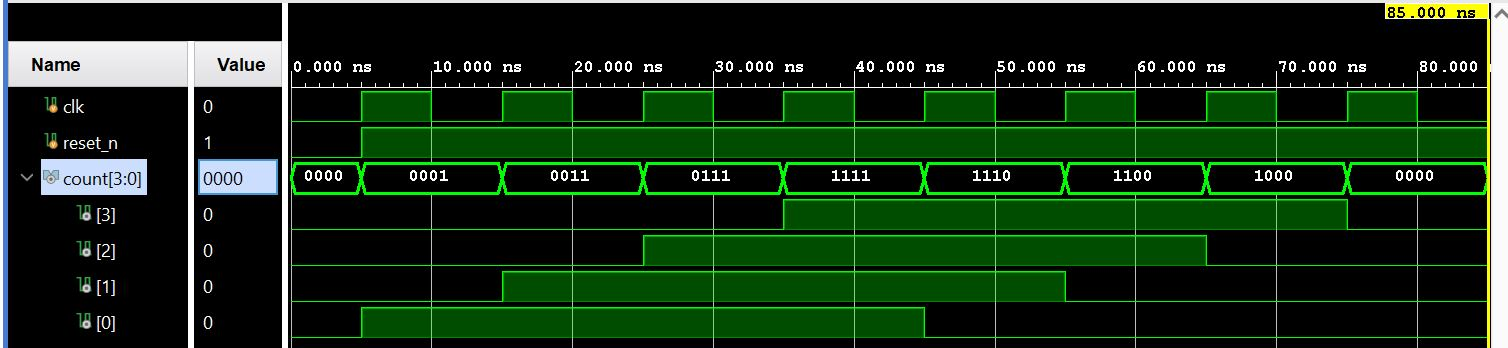 85.000 ns
Name Value
0.000 ns 10.000 ns 20.000 ns 30.000 ns 40.000 ns 50.000 ns 60.000 ns 70.000 ns 80.000
clk 0
reset_n 1
count[3:0] 0000 0000 0001 0011 0111 1111 1110 1100 1000 0000
[3] 0
[2] 0
[1] 0
[0] 0